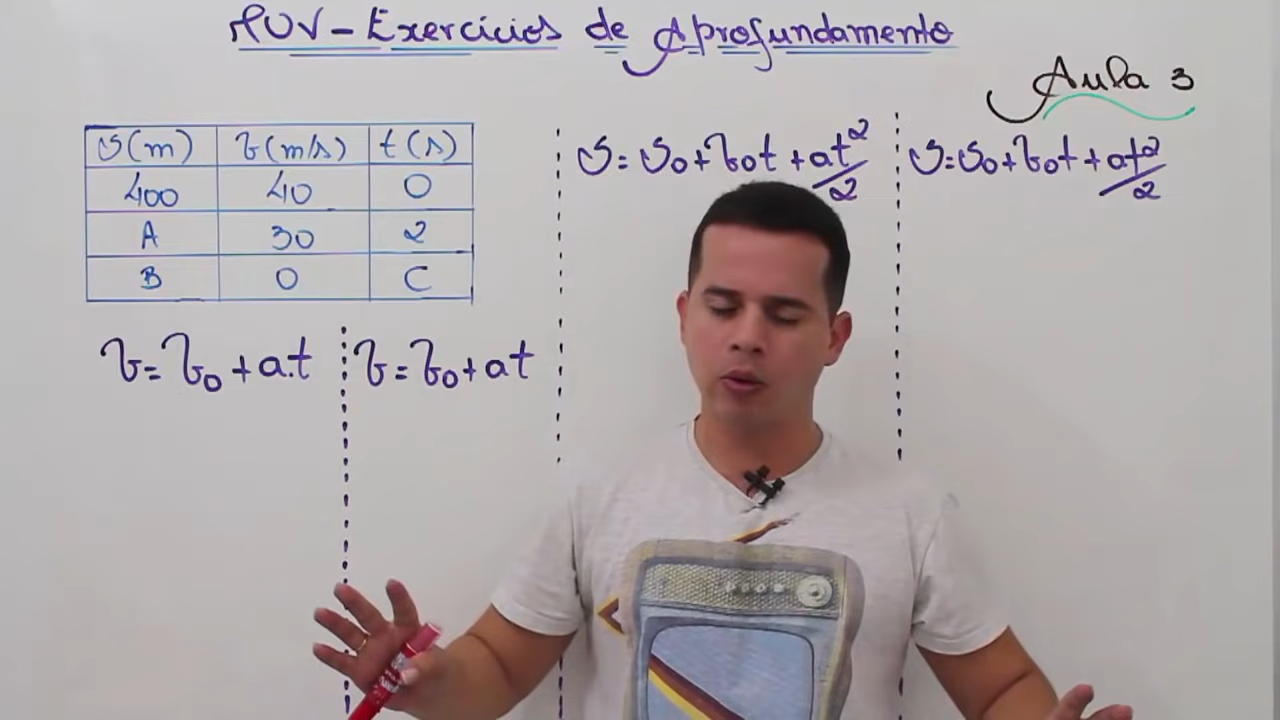 MUV - Exercícios de Aprofundamento
Aula 3
S(m) v(m/s) t(s)
400 40 0
A 30 2
B 0 C
S = S₀ + v₀t + at²/2
S = S₀ + v₀t + at²/2
v = v₀ + a.t
v = v₀ + at